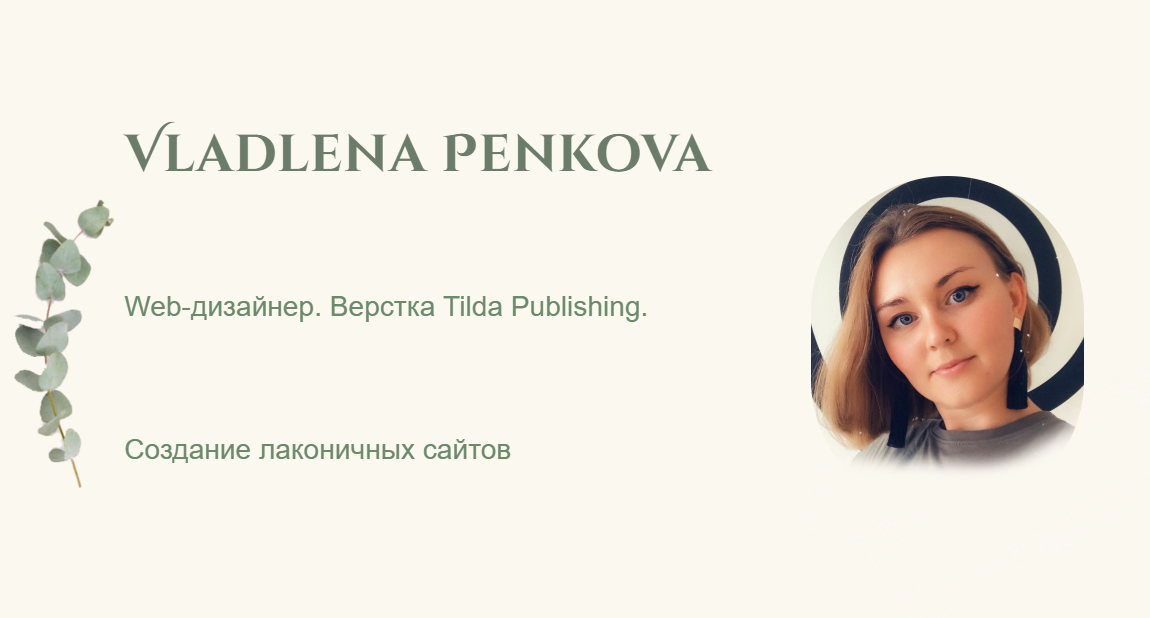 Vladlena Penkova
Web-дизайнер. Верстка Tilda Publishing.
Создание лаконичных сайтов